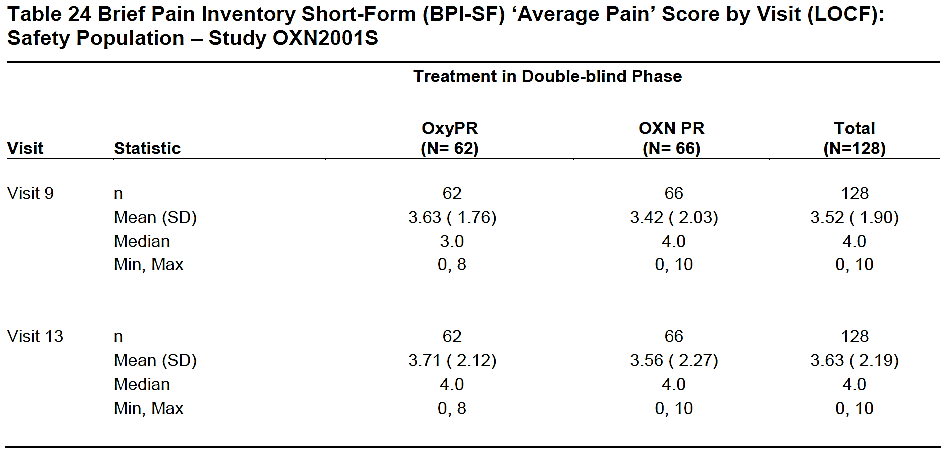 Table 24 Brief Pain Inventory Short-Form (BPI-SF) ‘Average Pain’ Score by Visit (LOCF):
Safety Population – Study OXN2001S
Treatment in Double-blind Phase
OxyPR OXN PR Total
Visit Statistic (N= 62) (N= 66) (N=128)
Visit 9 n 62 66 128
Mean (SD) 3.63 ( 1.76) 3.42 ( 2.03) 3.52 ( 1.90)
Median 3.0 4.0 4.0
Min, Max 0, 8 0, 10 0, 10
Visit 13 n 62 66 128
Mean (SD) 3.71 ( 2.12) 3.56 ( 2.27) 3.63 ( 2.19)
Median 4.0 4.0 4.0
Min, Max 0, 8 0, 10 0, 10